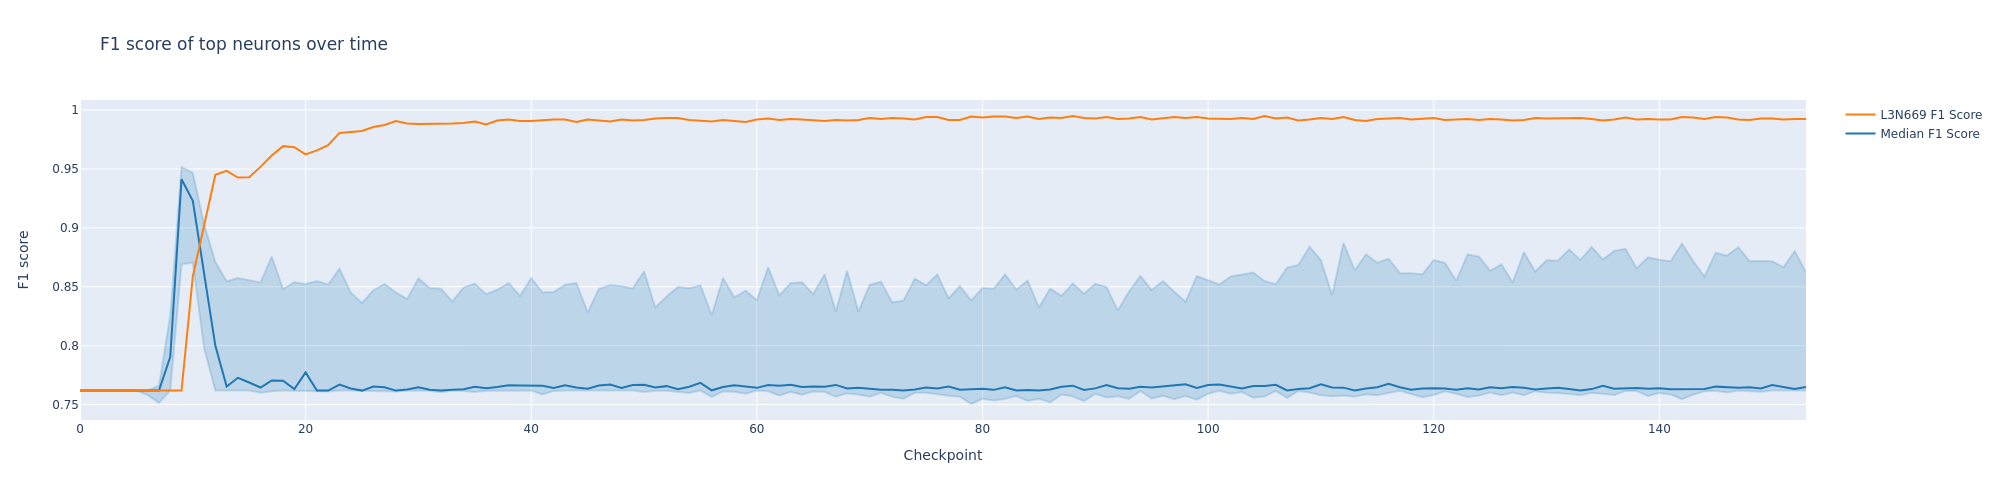 F1 score of top neurons over time
F1 score
1
0.95
0.9
0.85
0.8
0.75
0
20
40
60
80
100
120
140
Checkpoint
L3N669 F1 Score
Median F1 Score